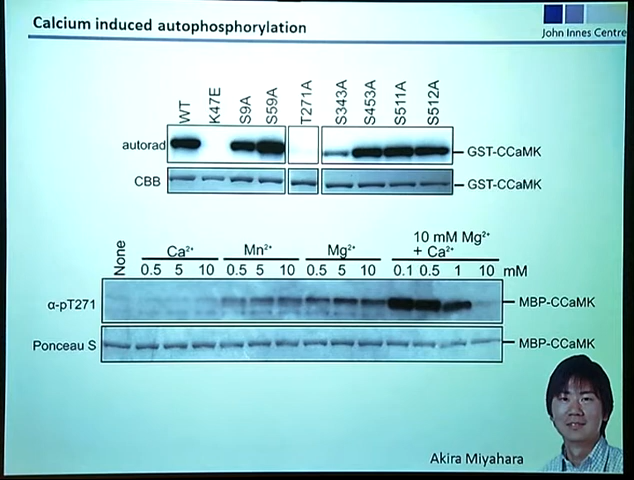 Calcium induced autophosphorylation
John Innes Centre
WT K47E S9A S59A T271A S343A S453A S511A S512A
autorad GST-CCaMK
CBB GST-CCaMK
10 mM Mg²⁺
None Ca²⁺ Mn²⁺ Mg²⁺ + Ca²⁺
0.5 5 10 0.5 5 10 0.5 5 10 0.1 0.5 1 10 mM
α-pT271 MBP-CCaMK
Ponceau S MBP-CCaMK
Akira Miyahara